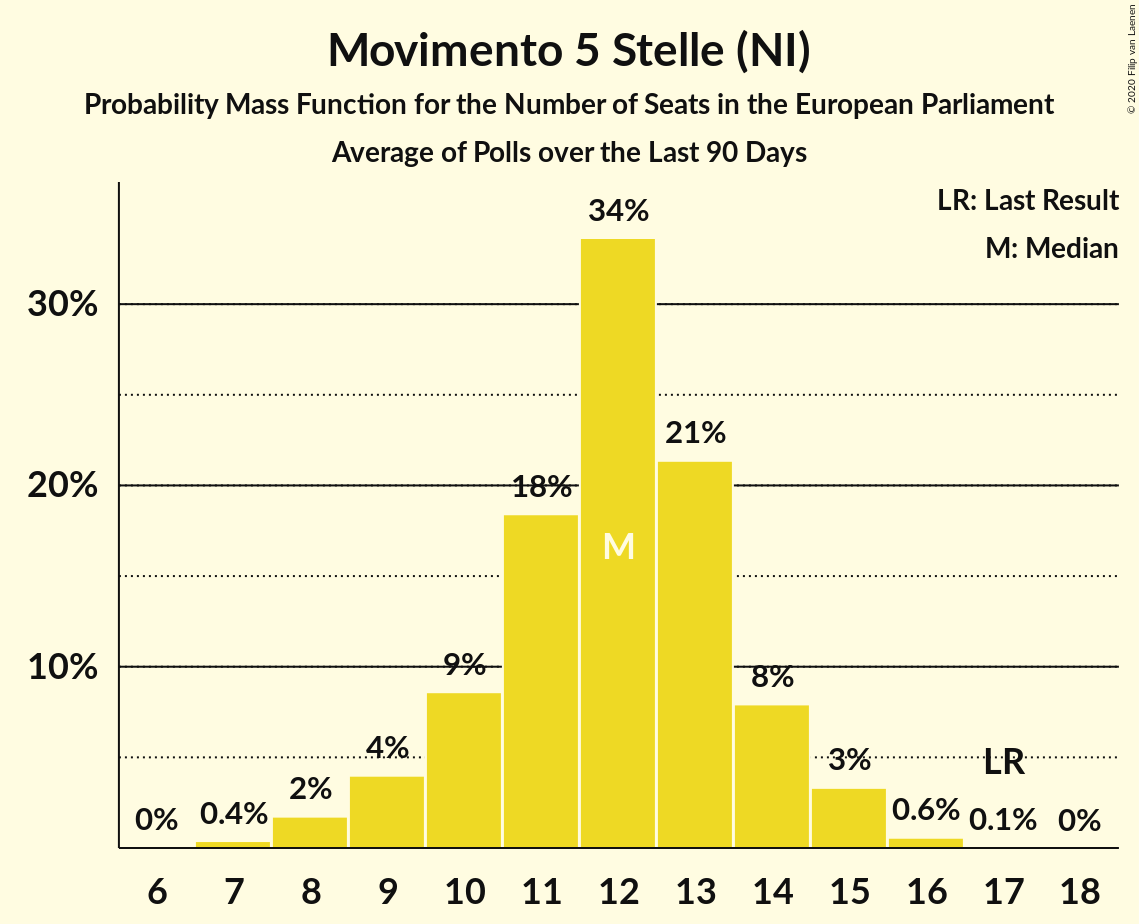 Movimento 5 Stelle (NI)
Probability Mass Function for the Number of Seats in the European Parliament
Average of Polls over the Last 90 Days
© 2020 Filip van Laenen
LR: Last Result
M: Median
30%
20%
10%
0%
0.4%
2%
4%
9%
18%
34%
M
21%
8%
3%
0.6%
LR
0.1%
0%
6 7 8 9 10 11 12 13 14 15 16 17 18